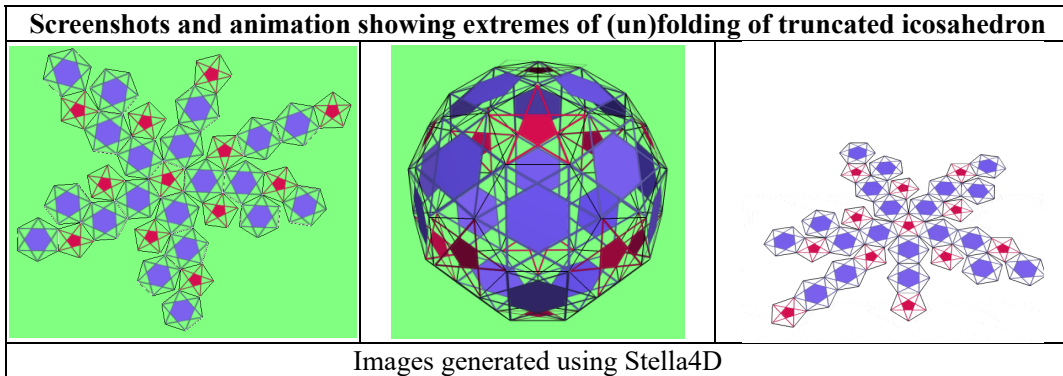 Screenshots and animation showing extremes of (un)folding of truncated icosahedron
Images generated using Stella4D